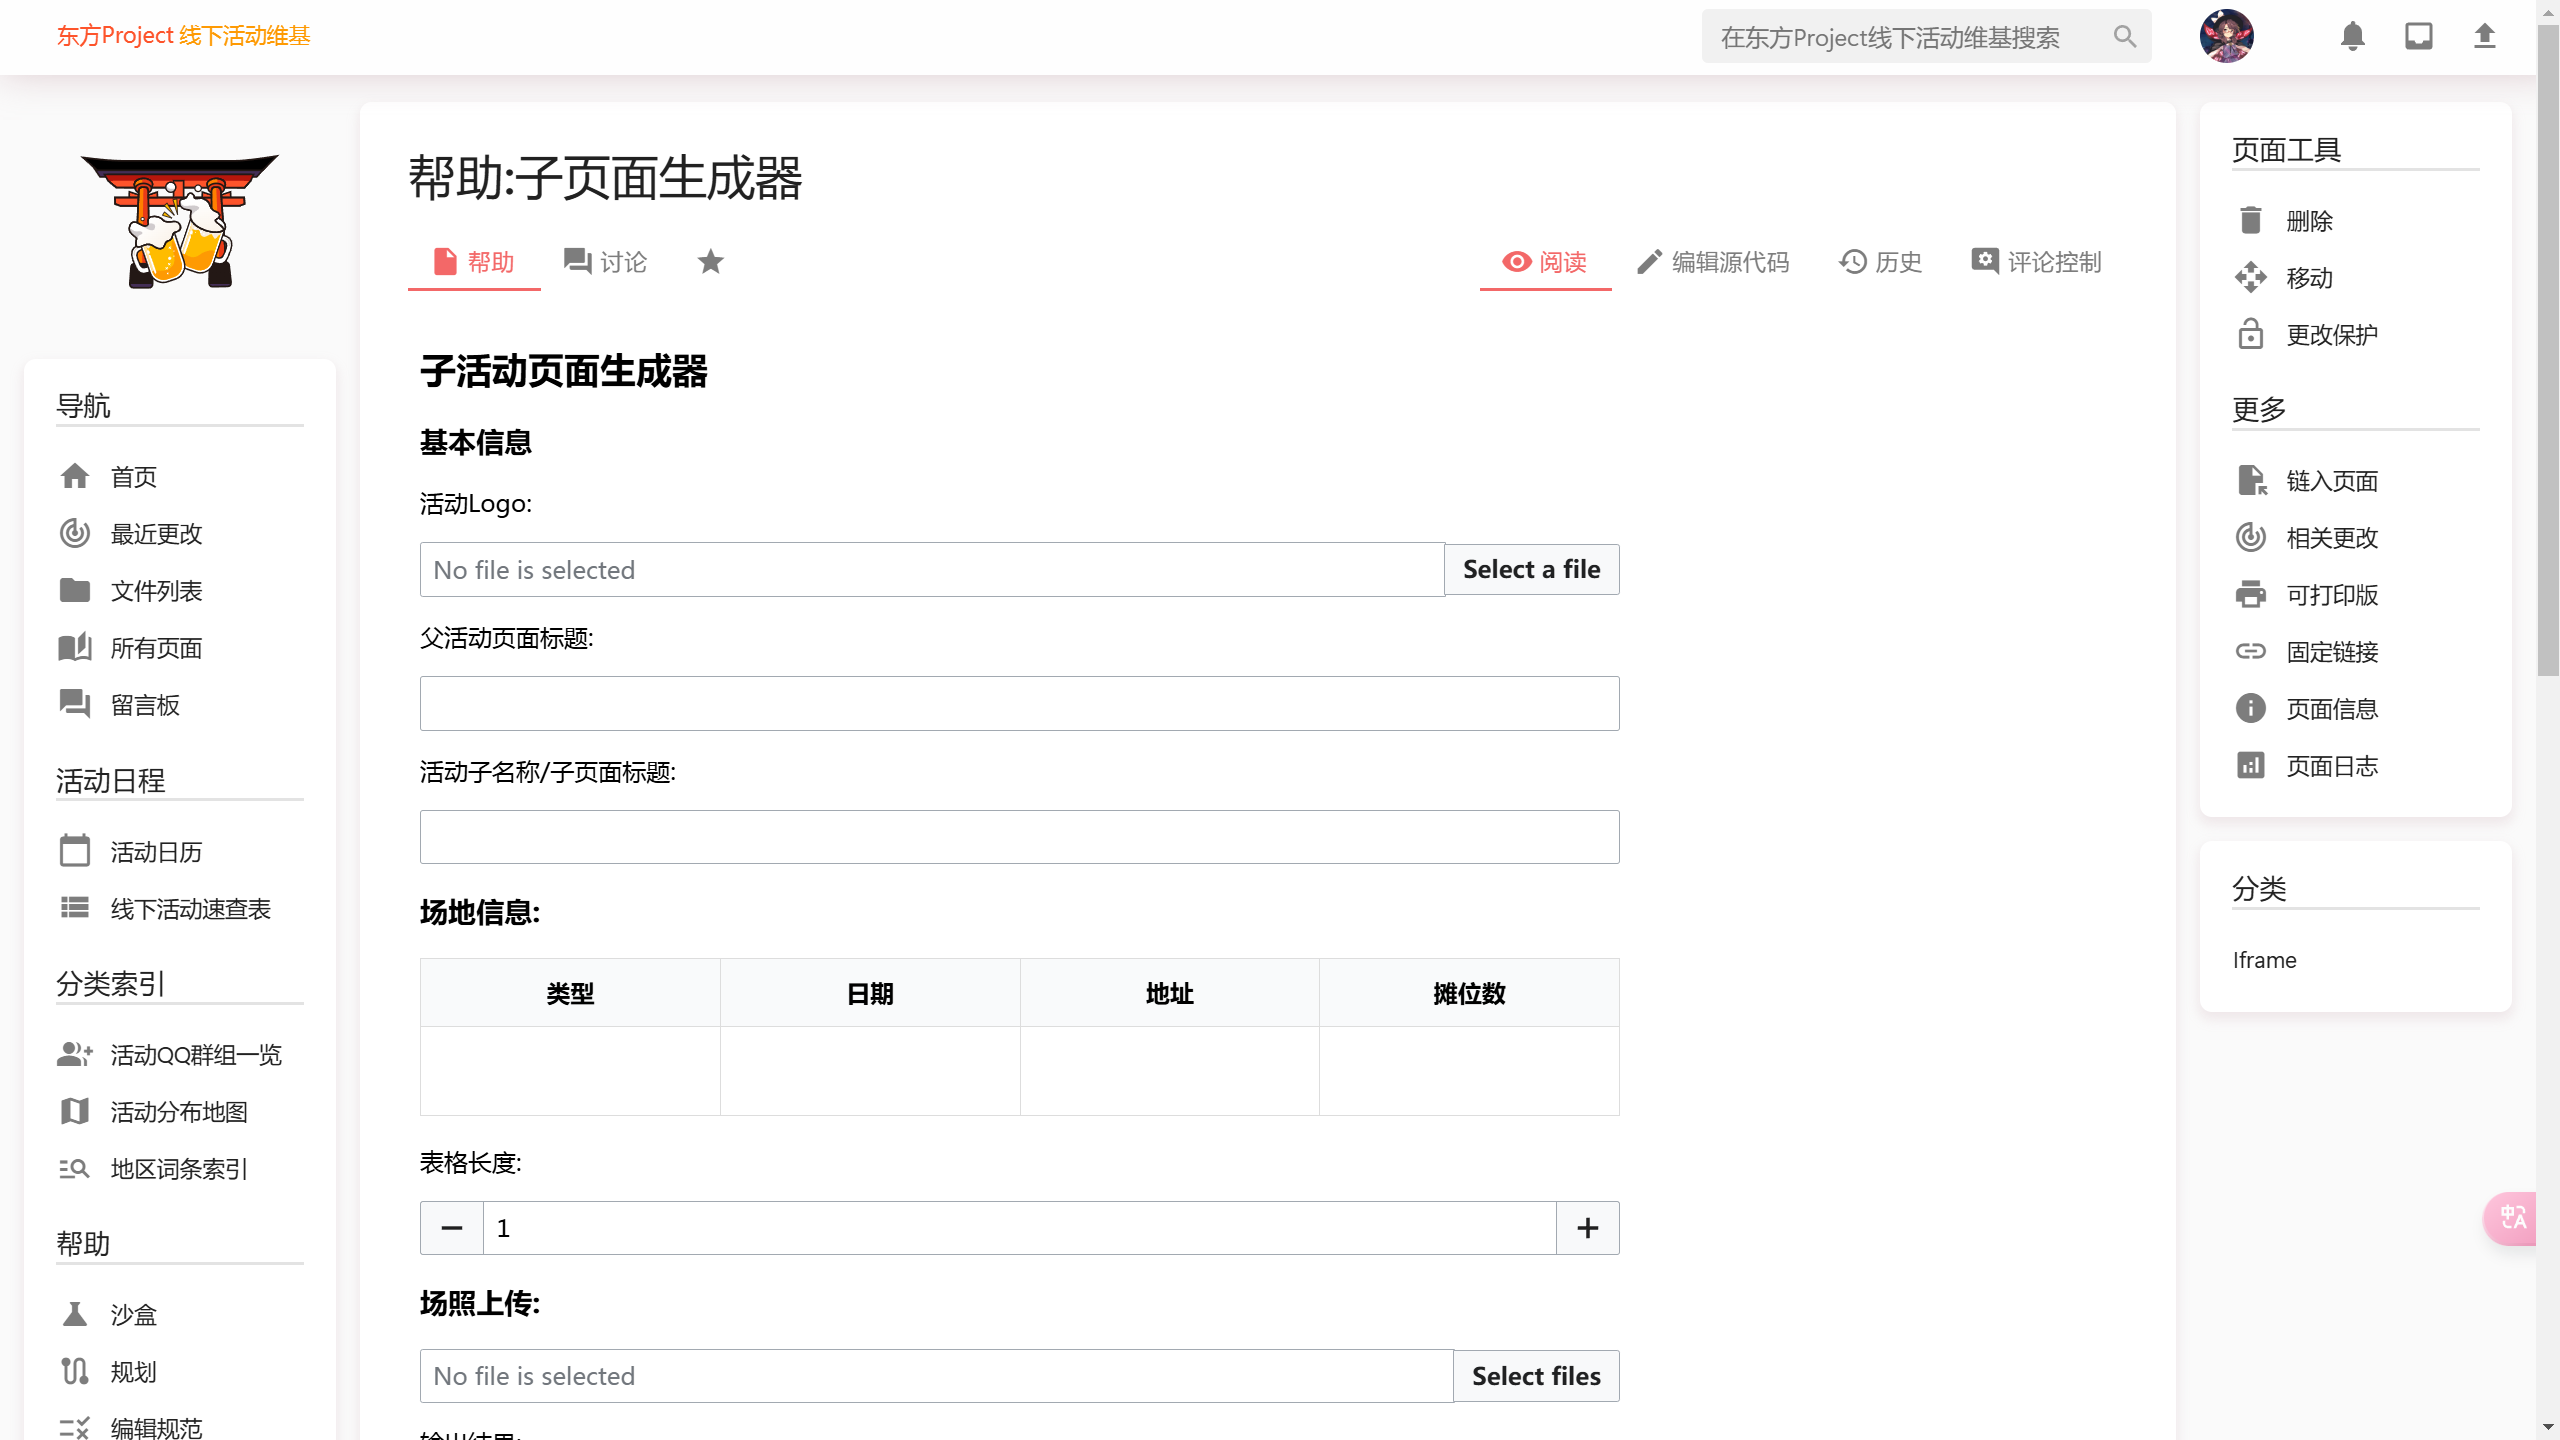 东方Project 线下活动维基
在东方Project线下活动维基搜索
导航
首页
最近更改
文件列表
所有页面
留言板
活动日程
活动日历
线下活动速查表
分类索引
活动QQ群组一览
活动分布地图
地区词条索引
帮助
沙盒
规划
编辑规范
帮助:子页面生成器
帮助 讨论
阅读 编辑源代码 历史 评论控制
子活动页面生成器
基本信息
活动Logo:
No file is selected Select a file
父活动页面标题:
活动子名称/子页面标题:
场地信息:
类型 日期 地址 摊位数
表格长度:
1
场照上传:
No file is selected Select files
输出结果:
页面工具
删除
移动
更改保护
更多
链入页面
相关更改
可打印版
固定链接
页面信息
页面日志
分类
Iframe
中A